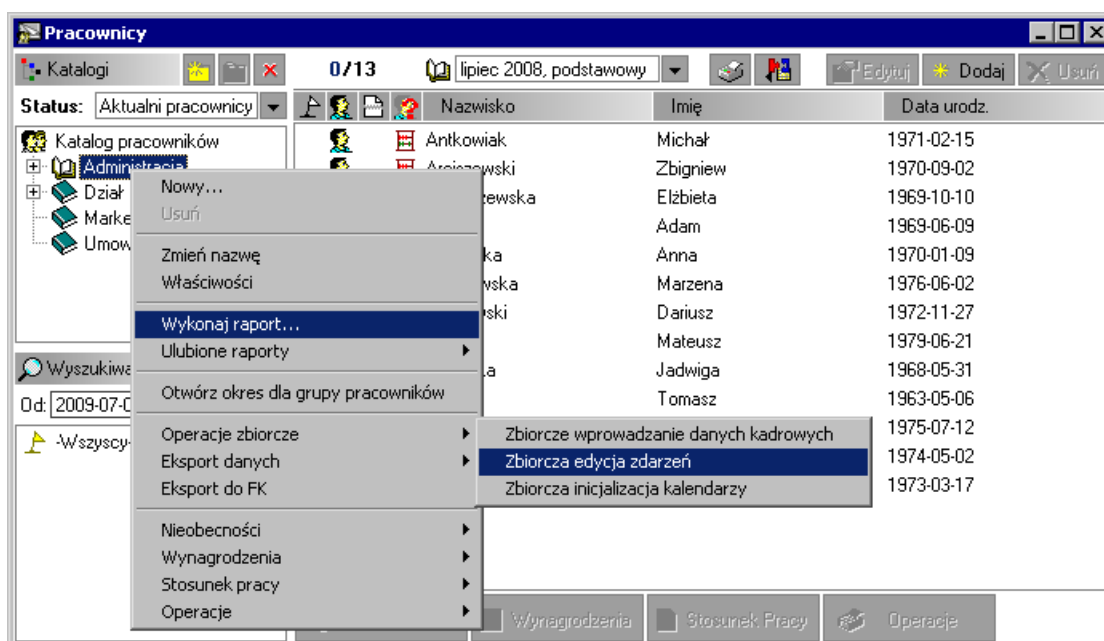 Pracownicy
Katalogi
0/13
lipiec 2008, podstawowy
Edytuj
Dodaj
Usuń
Status: Aktualni pracownicy
Nazwisko Imię Data urodz.
Katalog pracowników
Administracja
Dział
Nowy...
Usuń
Zmień nazwę
Właściwości
Wykonaj raport...
Ulubione raporty
Otwórz okres dla grupy pracowników
Operacje zbiorcze
Eksport danych
Eksport do FK
Nieobecności
Wynagrodzenia
Stosunek pracy
Operacje
Zbiorcze wprowadzanie danych kadrowych
Zbiorcza edycja zdarzeń
Zbiorcza inicjalizacja kalendarzy
Antkowiak Michał 1971-02-15
Zbigniew 1970-09-02
Elżbieta 1969-10-10
Adam 1969-06-09
Anna 1970-01-09
Marzena 1976-06-02
Dariusz 1972-11-27
Mateusz 1979-06-21
Jadwiga 1968-05-31
Tomasz 1963-05-06
1975-07-12
1974-05-02
1973-03-17
Od: 2009-07-0
-Wszyscy-
Wynagrodzenia
Stosunek Pracy
Operacje